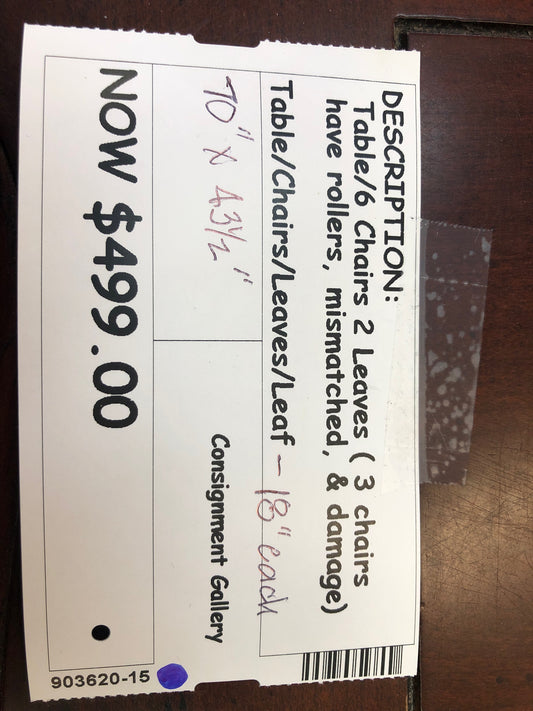 DESCRIPTION:
Table/6 Chairs 2 Leaves ( 3 chairs
have rollers, mismatched, & damage)
Table/Chairs/Leaves/Leaf - 18" each
70" x 43½"
Consignment Gallery
NOW $499.00
903620-15